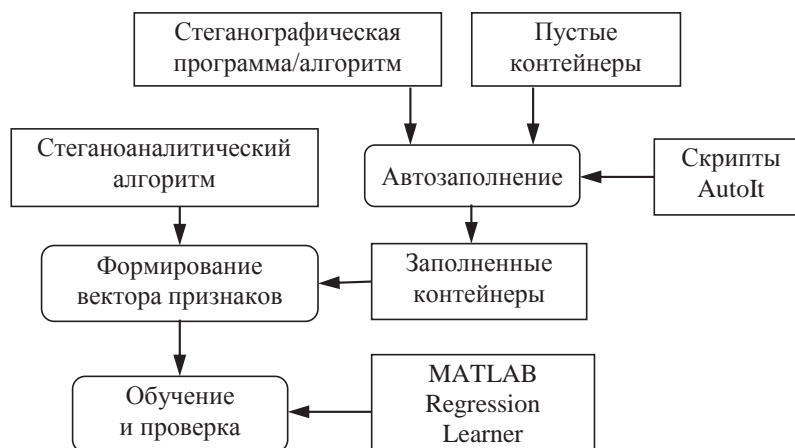 Стеганографическая
программа/алгоритм
Пустые
контейнеры
Стеганоаналитический
алгоритм
Автозаполнение
Скрипты
AutoIt
Формирование
вектора признаков
Заполненные
контейнеры
Обучение
и проверка
MATLAB
Regression
Learner